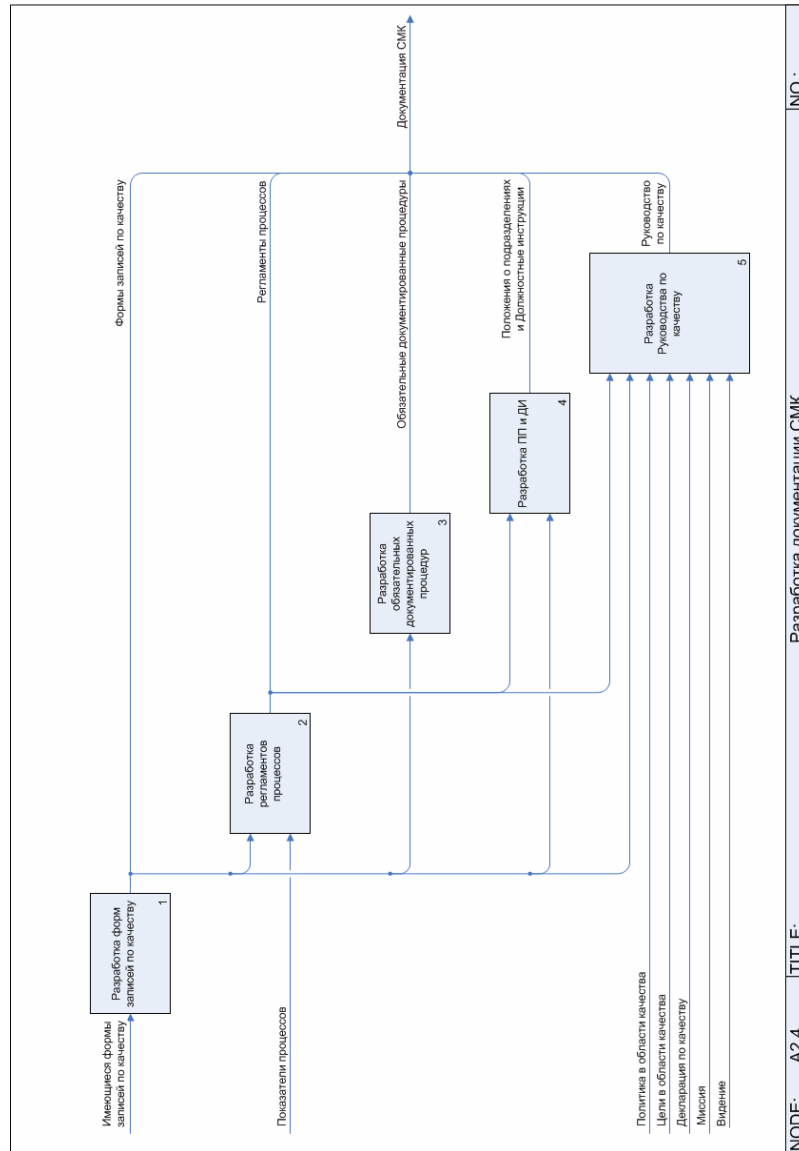 Имеющиеся формы
записей по качеству
Разработка форм
записей по качеству
1
Формы записей по качеству
Показатели процессов
Разработка
регламентов
процессов
2
Регламенты процессов
Разработка
обязательных
документированных
процедур
3
Обязательные документированные процедуры
Документация СМК
Разработка ПП и ДИ
4
Положения о подразделениях
и Должностные инструкции
Политика в области качества
Цели в области качества
Декларация по качеству
Миссия
Видение
Разработка
Руководства по
качеству
5
Руководство
по качеству
NODE: A2.4
TITLE:
Разработка документации СМК
NO.: